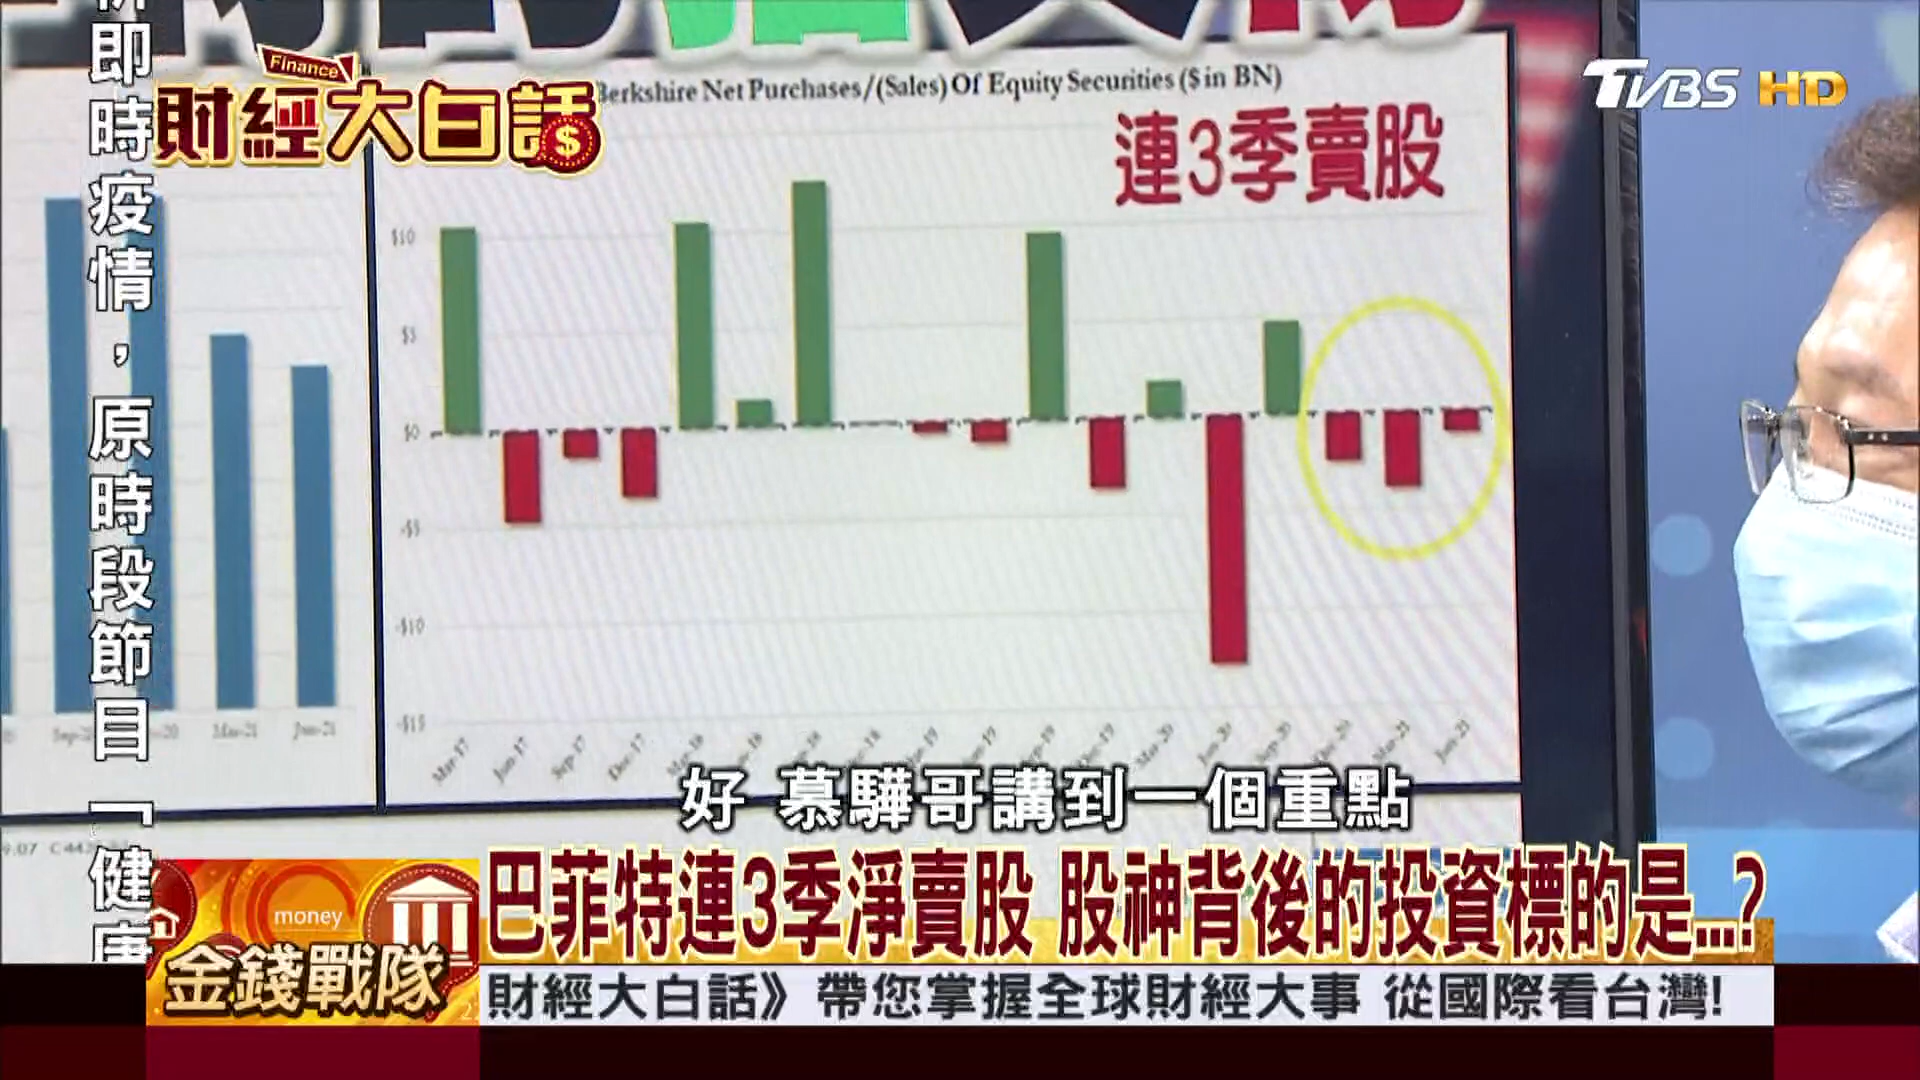 Finance
財經大白話
$
TVBS HD
Berkshire Net Purchases/(Sales) Of Equity Securities ($ in BN)
連3季賣股
$10
$5
$0
-$5
-$10
-$15
Mar-17
Jun-17
Sep-17
Dec-17
Mar-20
Jun-20
Sep-20
Dec-20
Mar-21
Jun-21
Mar-21
Jun-21
即時疫情，原時段節目「健康
好 慕驊哥講到一個重點
money
金錢戰隊
巴菲特連3季淨賣股 股神背後的投資標的是...?
財經大白話》帶您掌握全球財經大事 從國際看台灣!